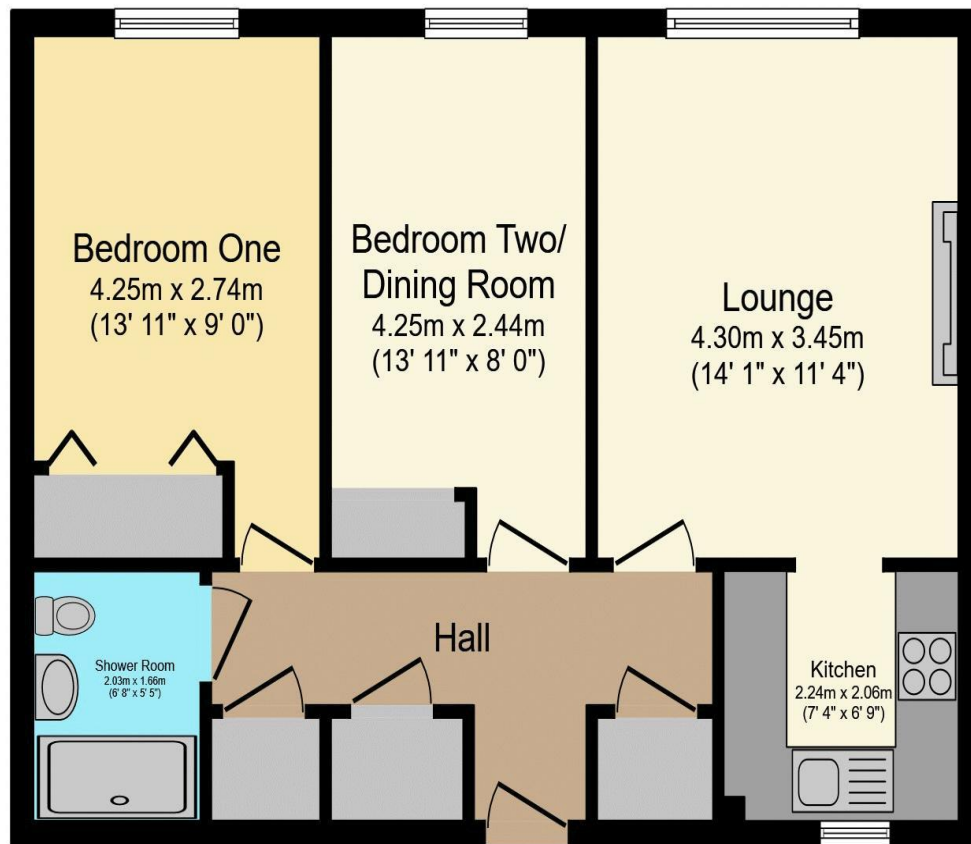 Bedroom One
4.25m x 2.74m
(13' 11" x 9' 0")
Bedroom Two/
Dining Room
4.25m x 2.44m
(13' 11" x 8' 0")
Lounge
4.30m x 3.45m
(14' 1" x 11' 4")
Shower Room
2.03m x 1.66m
(6' 8" x 5' 5")
Hall
Kitchen
2.24m x 2.06m
(7' 4" x 6' 9")